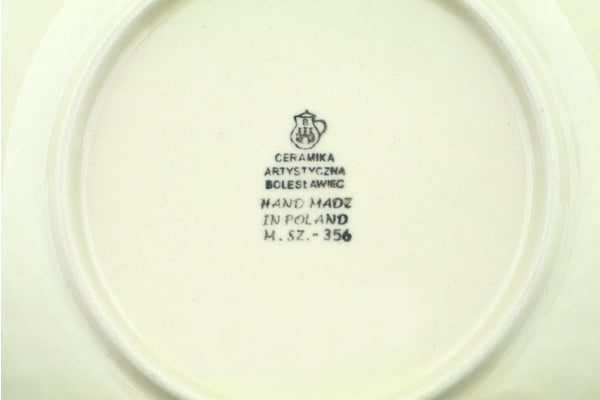 B
CERAMIKA
ARTYSTYCZNA
BOLESŁAWIEC
HAND MADE
IN POLAND
M. SZ. - 356